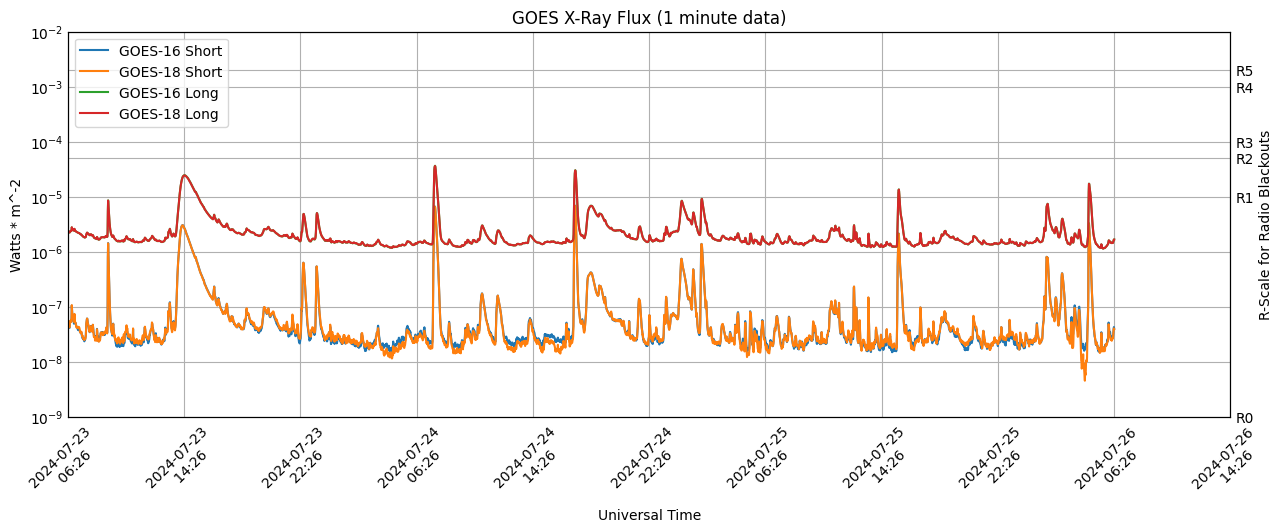 GOES X-Ray Flux (1 minute data)
GOES-16 Short
GOES-18 Short
GOES-16 Long
GOES-18 Long
10^-2
10^-3
10^-4
10^-5
10^-6
10^-7
10^-8
10^-9
Watts * m^-2
R5
R4
R3
R2
R1
R0
R-Scale for Radio Blackouts
2024-07-23
06:26
2024-07-23
14:26
2024-07-23
22:26
2024-07-24
06:26
2024-07-24
14:26
2024-07-24
22:26
2024-07-25
06:26
2024-07-25
14:26
2024-07-25
22:26
2024-07-26
06:26
2024-07-26
14:26
Universal Time